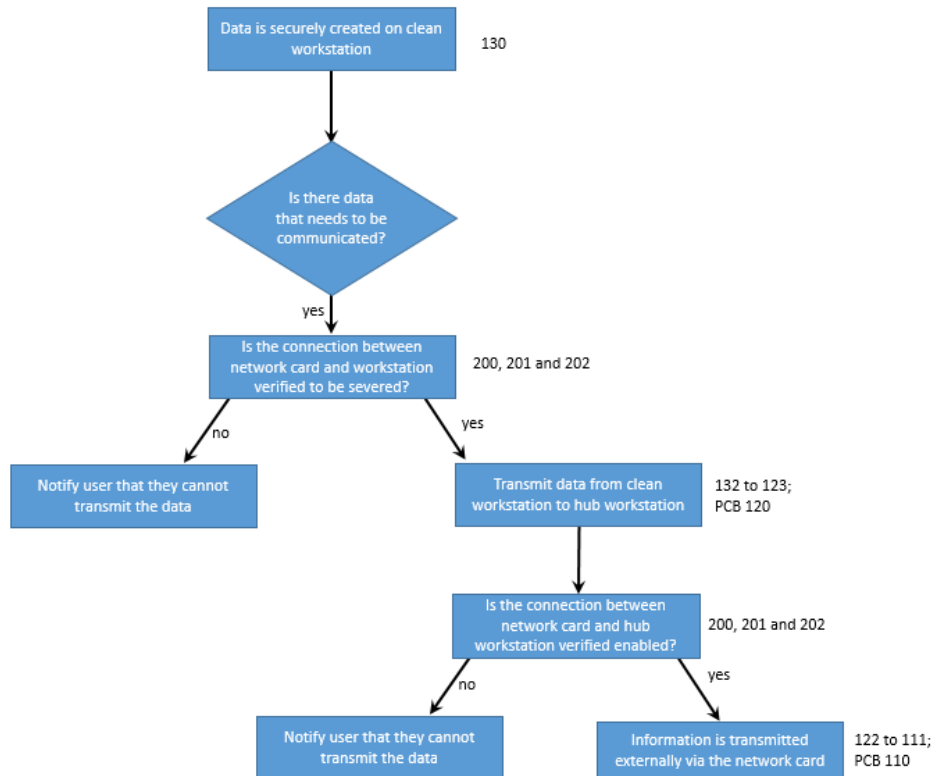 Data is securely created on clean
workstation
130
Is there data
that needs to be
communicated?
yes
Is the connection between
network card and workstation
verified to be severed?
200, 201 and 202
no
yes
Notify user that they cannot
transmit the data
Transmit data from clean
workstation to hub workstation
132 to 123;
PCB 120
Is the connection between
network card and hub
workstation verified enabled?
200, 201 and 202
no
yes
Notify user that they cannot
transmit the data
Information is transmitted
externally via the network card
122 to 111;
PCB 110